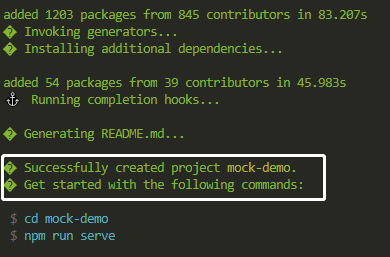 added 1203 packages from 845 contributors in 83.207s
� Invoking generators...
� Installing additional dependencies...
added 54 packages from 39 contributors in 45.983s
⚓ Running completion hooks...
� Generating README.md...
� Successfully created project mock-demo.
� Get started with the following commands:
$ cd mock-demo
$ npm run serve